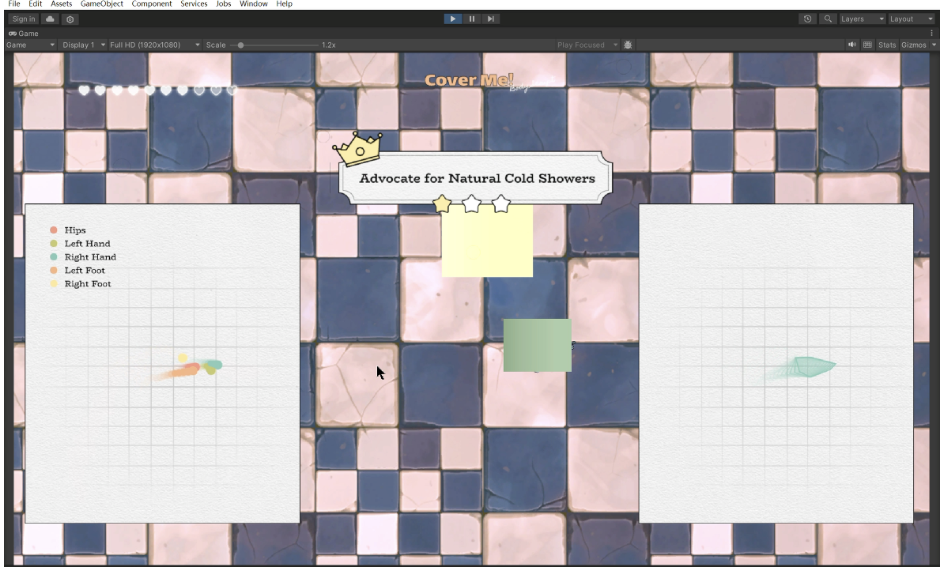 File Edit Assets GameObject Component Services Jobs Window Help
Sign in Layers Layout
Game
Game Display 1 Full HD (1920x1080) Scale 1.2x Play Focused Stats Gizmos
Cover Me!
Advocate for Natural Cold Showers
Hips
Left Hand
Right Hand
Left Foot
Right Foot